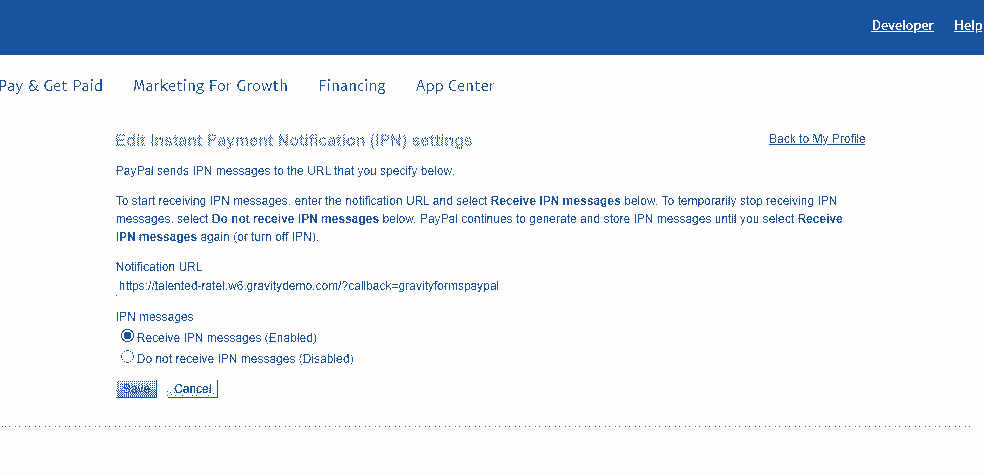 Developer Help
Pay & Get Paid Marketing For Growth Financing App Center
Edit Instant Payment Notification (IPN) settings
Back to My Profile
PayPal sends IPN messages to the URL that you specify below.
To start receiving IPN messages, enter the notification URL and select Receive IPN messages below. To temporarily stop receiving IPN
messages, select Do not receive IPN messages below. PayPal continues to generate and store IPN messages until you select Receive
IPN messages again (or turn off IPN).
Notification URL
https://talented-ratel.w6.gravitydemo.com/?callback=gravityformspaypal
IPN messages
Receive IPN messages (Enabled)
Do not receive IPN messages (Disabled)
Save Cancel